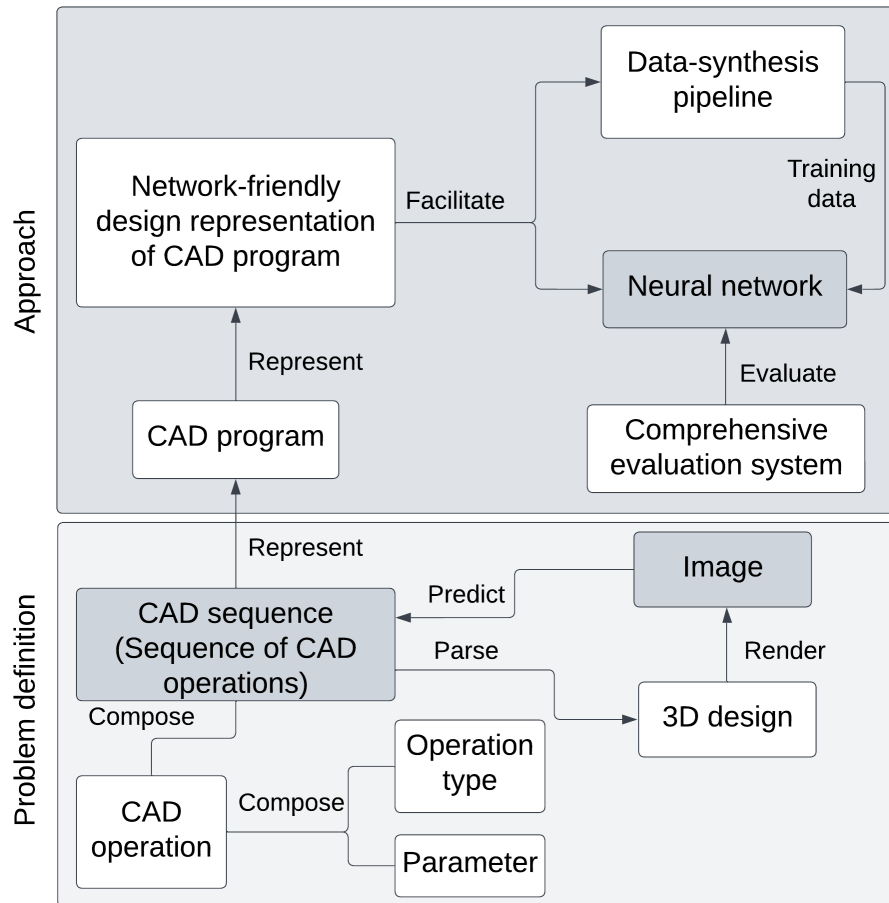 Approach
Data-synthesis
pipeline
Network-friendly
design representation
of CAD program
Facilitate
Training
data
Neural network
Represent
Evaluate
CAD program
Comprehensive
evaluation system
Problem definition
Represent
Image
CAD sequence
(Sequence of CAD
operations)
Predict
Parse
Render
3D design
Compose
Operation
type
CAD
operation
Compose
Parameter